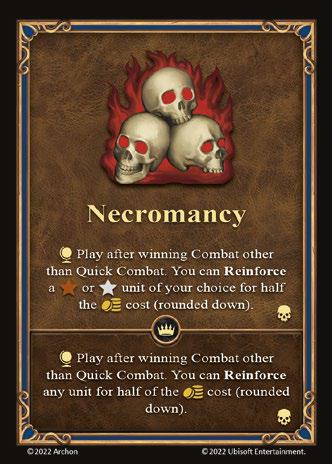 Necromancy
Play after winning Combat other
than Quick Combat. You can Reinforce
a or unit of your choice for half
the cost (rounded down).
Play after winning Combat other
than Quick Combat. You can Reinforce
any unit for half of the cost (rounded
down).
©2022 Archon
©2022 Ubisoft Entertainment.